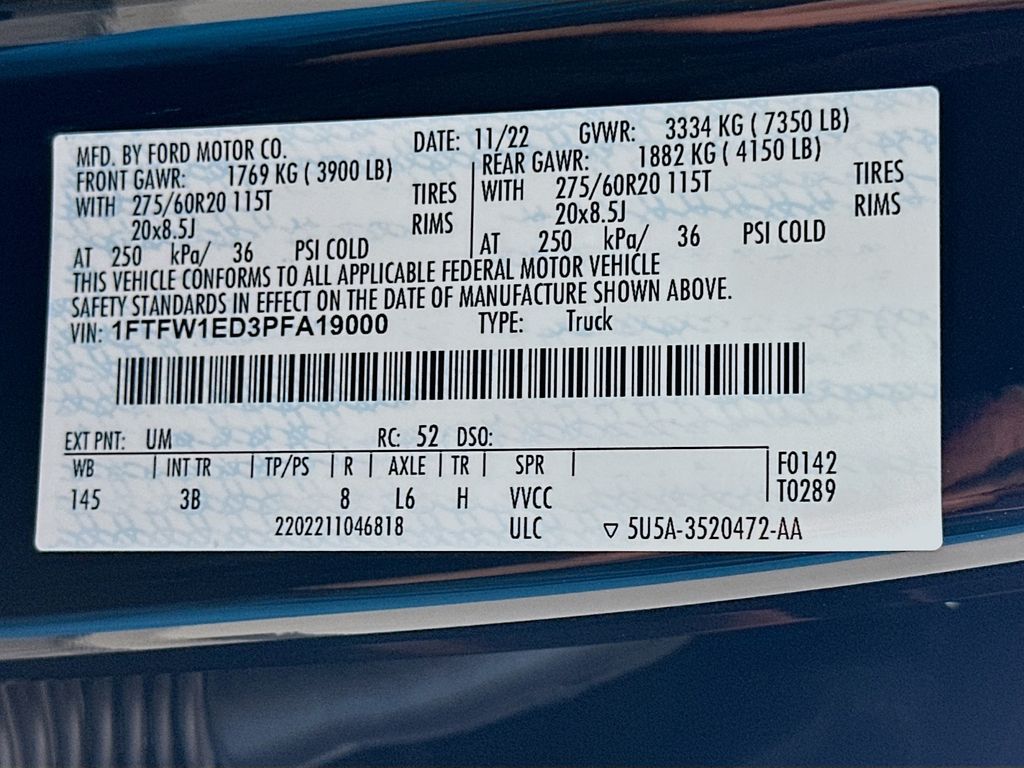 MFD. BY FORD MOTOR CO. DATE: 11/22 GVWR: 3334 KG ( 7350 LB)
FRONT GAWR: 1769 KG ( 3900 LB) REAR GAWR: 1882 KG ( 4150 LB)
WITH 275/60R20 115T TIRES WITH 275/60R20 115T TIRES
20x8.5J RIMS 20x8.5J RIMS
AT 250 kPa/ 36 PSI COLD AT 250 kPa/ 36 PSI COLD
THIS VEHICLE CONFORMS TO ALL APPLICABLE FEDERAL MOTOR VEHICLE
SAFETY STANDARDS IN EFFECT ON THE DATE OF MANUFACTURE SHOWN ABOVE.
VIN: 1FTFW1ED3PFA19000 TYPE: Truck
EXT PNT: UM RC: 52 DSO:
WB | INT TR | TP/PS | R | AXLE | TR | SPR | F0142
145 3B 8 L6 H VVCC T0289
2202211046818 ULC ▽ 5U5A-3520472-AA